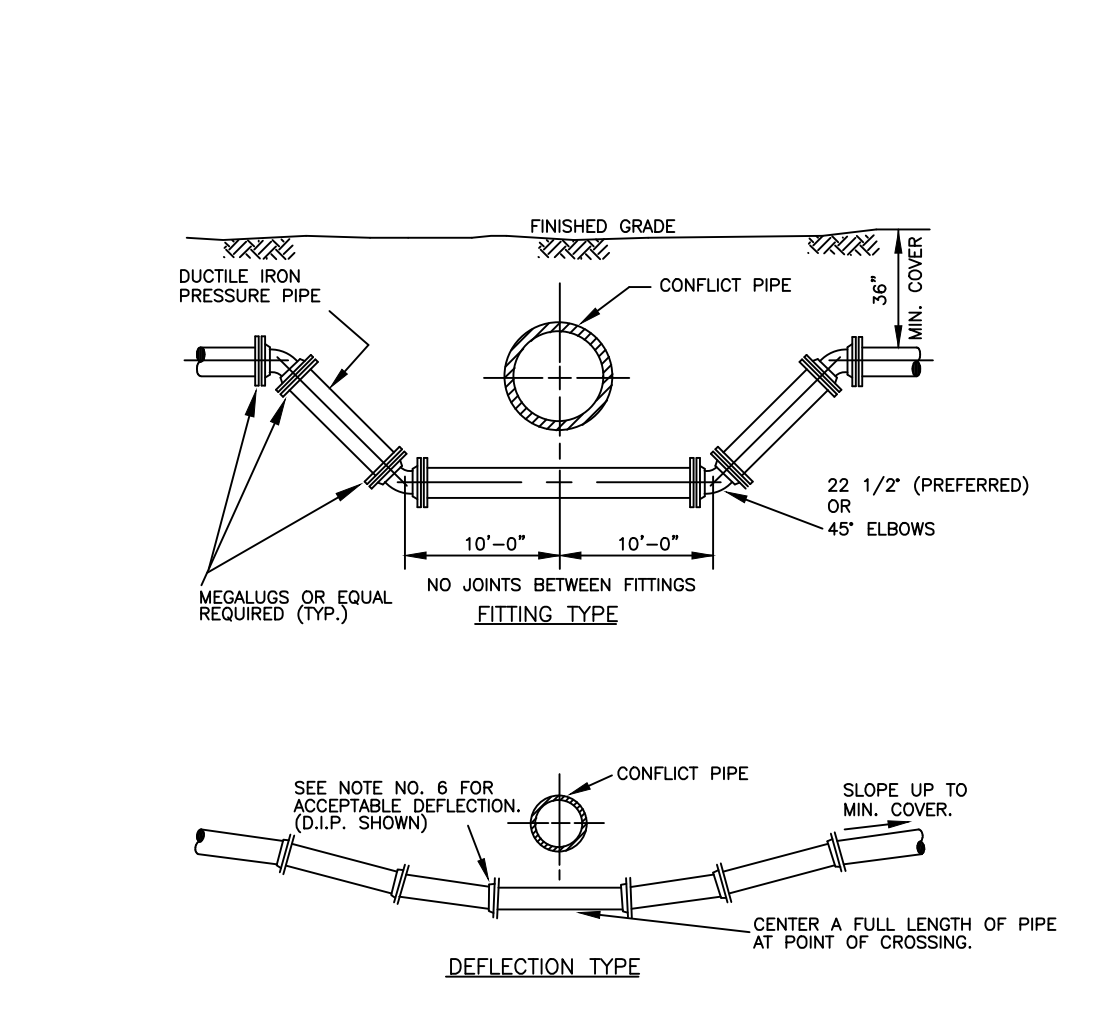 FINISHED GRADE
DUCTILE IRON
PRESSURE PIPE
CONFLICT PIPE
36"
MIN. COVER
22 1/2° (PREFERRED)
OR
45° ELBOWS
10'-0"
10'-0"
NO JOINTS BETWEEN FITTINGS
MEGALUGS OR EQUAL
REQUIRED (TYP.)
FITTING TYPE
CONFLICT PIPE
SEE NOTE NO. 6 FOR
ACCEPTABLE DEFLECTION.
(D.I.P. SHOWN)
SLOPE UP TO
MIN. COVER.
CENTER A FULL LENGTH OF PIPE
AT POINT OF CROSSING.
DEFLECTION TYPE